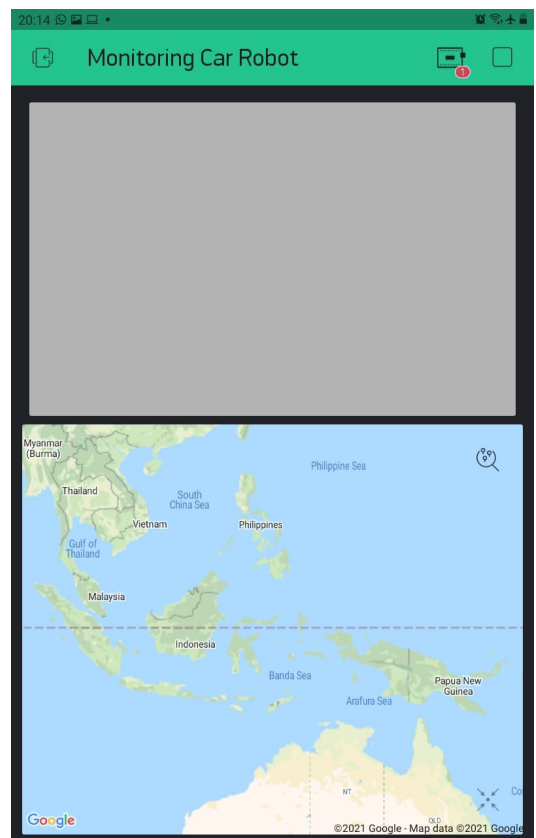 20:14
Monitoring Car Robot
1
Myanmar
(Burma)
Philippine Sea
Thailand
South
China Sea
Vietnam
Philippines
Gulf of
Thailand
Malaysia
Indonesia
Banda Sea
Papua New
Guinea
Arafura Sea
NT
Co
QLD
Google
©2021 Google - Map data ©2021 Google